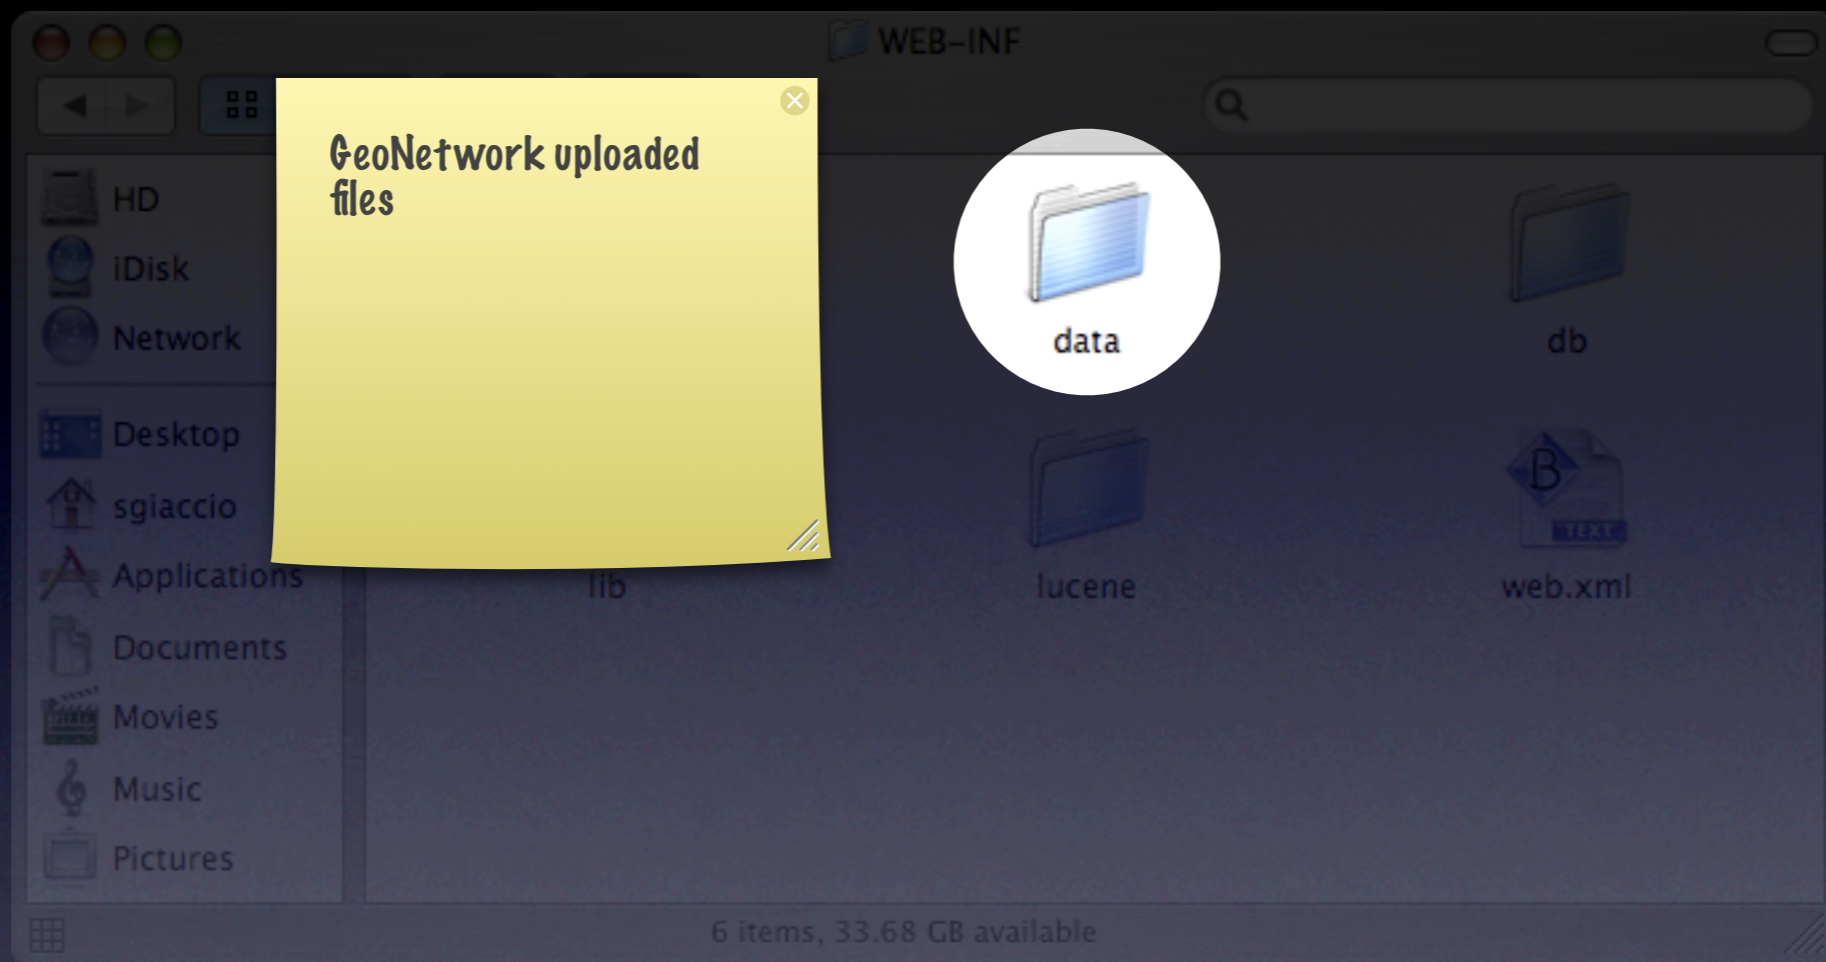 WEB-INF
GeoNetwork uploaded
files
HD
iDisk
Network
Desktop
sgiaccio
Applications
Documents
Movies
Music
Pictures
data
db
lib
lucene
B
TEXT
web.xml
6 items, 33.68 GB available